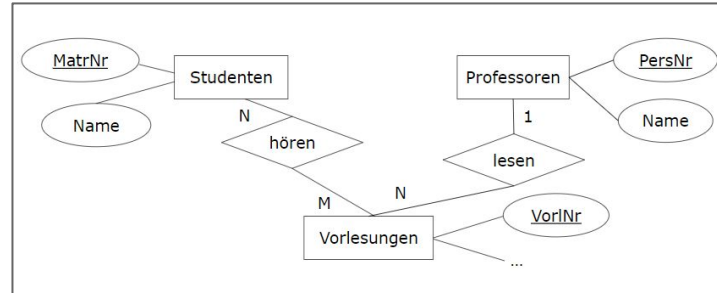 MatrNr
Studenten
Professoren
PersNr
Name
N
1
Name
hören
lesen
M
N
VorlNr
Vorlesungen
...